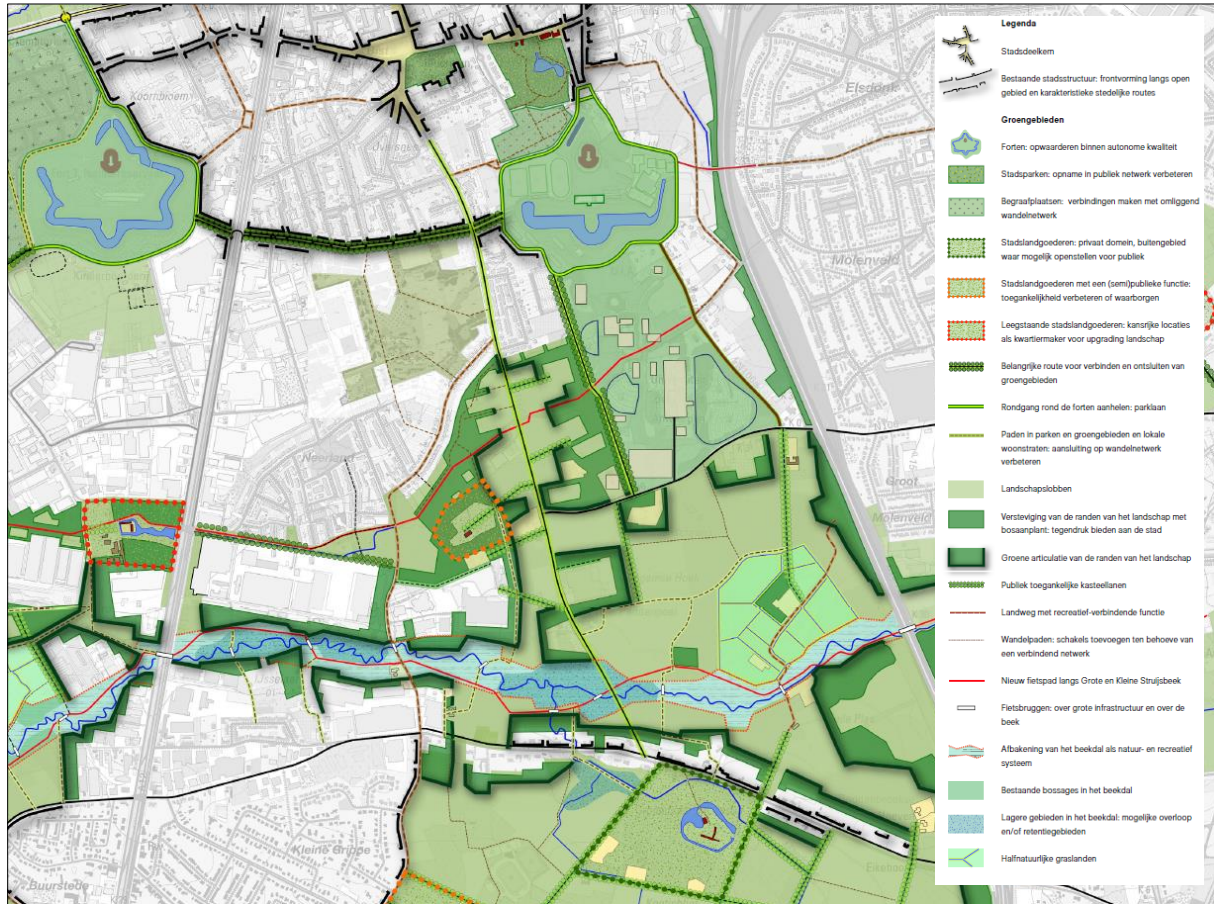 Legenda
Stadsdeelkern
Bestaande stadsstructuur: frontvorming langs open
gebied en karakteristieke stedelijke routes
Groengebieden
Forten: opwaarderen binnen autonome kwaliteit
Stadsparken: opname in publiek netwerk verbeteren
Begraafplaatsen: verbindingen maken met omliggend
wandelnetwerk
Stadslandgoederen: privaat domein, buitengebied
waar mogelijk openstellen voor publiek
Stadslandgoederen met een (semi)publieke functie:
toegankelijkheid verbeteren of waarborgen
Leegstaande stadslandgoederen: kansrijke locaties
als kwartiermaker voor upgrading landschap
Belangrijke route voor verbinden en ontsluiten van
groengebieden
Rondgang rond de forten aanhelen: parklaan
Paden in parken en groengebieden en lokale
woonstraten: aansluiting op wandelnetwerk
verbeteren
Landschapslobben
Versteviging van de randen van het landschap met
bosaanplant: tegendruk bieden aan de stad
Groene articulatie van de randen van het landschap
Publiek toegankelijke kasteellanen
Landweg met recreatief-verbindende functie
Wandelpaden: schakels toevoegen ten behoeve van
een verbindend netwerk
Nieuw fietspad langs Grote en Kleine Struijsbeek
Fietsbruggen: over grote infrastructuur en over de
beek
Afbakening van het beekdal als natuur- en recreatief
systeem
Bestaande bossages in het beekdal
Lagere gebieden in het beekdal: mogelijke overloop
en/of retentiegebieden
Halfnatuurlijke graslanden
Koornbloem
Elsdonk
Molenveld
Groot
Molenveld
Kleine Grippe
Buurstede